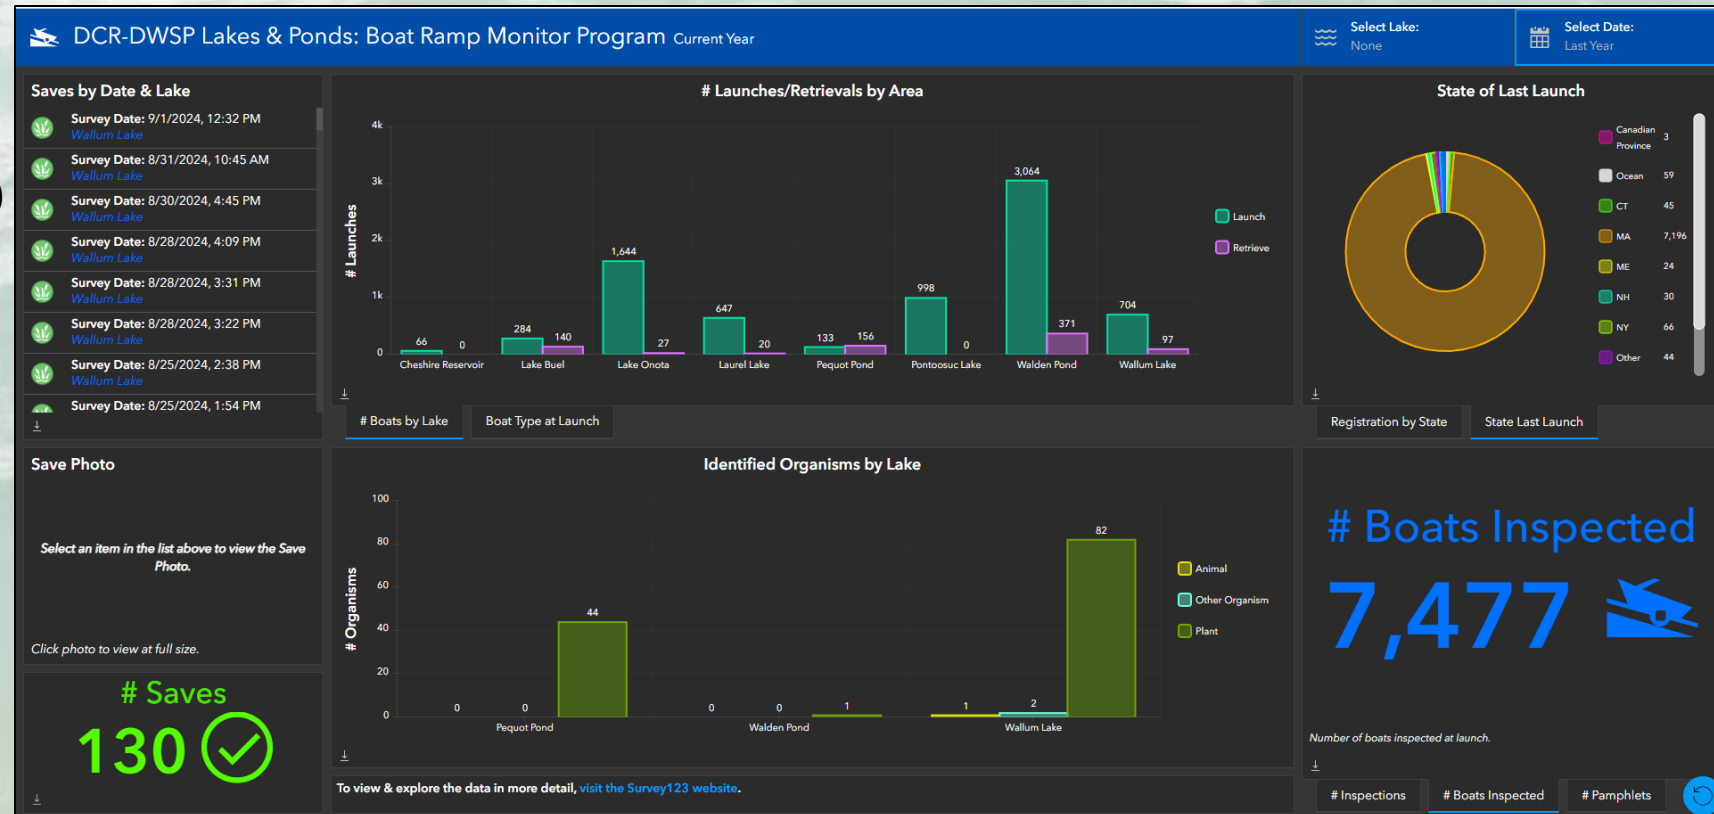 DCR-DWSP Lakes & Ponds: Boat Ramp Monitor Program Current Year
Select Lake:
None
Select Date:
Last Year
Saves by Date & Lake
Survey Date: 9/1/2024, 12:32 PM
Wallum Lake
Survey Date: 8/31/2024, 10:45 AM
Wallum Lake
Survey Date: 8/30/2024, 4:45 PM
Wallum Lake
Survey Date: 8/28/2024, 4:09 PM
Wallum Lake
Survey Date: 8/28/2024, 3:31 PM
Wallum Lake
Survey Date: 8/28/2024, 3:22 PM
Wallum Lake
Survey Date: 8/25/2024, 2:38 PM
Wallum Lake
Survey Date: 8/25/2024, 1:54 PM
# Launches/Retrievals by Area
# Launches
4k
3k
2k
1k
0
66 0
284 140
1,644 27
647 20
133 156
998 0
3,064 371
704 97
Cheshire Reservoir Lake Buel Lake Onota Laurel Lake Pequot Pond Pontoosuc Lake Walden Pond Wallum Lake
Launch
Retrieve
# Boats by Lake Boat Type at Launch
State of Last Launch
Canadian
Province 3
Ocean 59
CT 45
MA 7,196
ME 24
NH 30
NY 66
Other 44
Registration by State State Last Launch
Save Photo
Select an item in the list above to view the Save
Photo.
Click photo to view at full size.
# Saves
130
Identified Organisms by Lake
# Organisms
100
80
60
40
20
0
0 0 44
0 0 1
1 2 82
Pequot Pond Walden Pond Wallum Lake
Animal
Other Organism
Plant
To view & explore the data in more detail, visit the Survey123 website.
# Boats Inspected
7,477
Number of boats inspected at launch.
# Inspections # Boats Inspected # Pamphlets